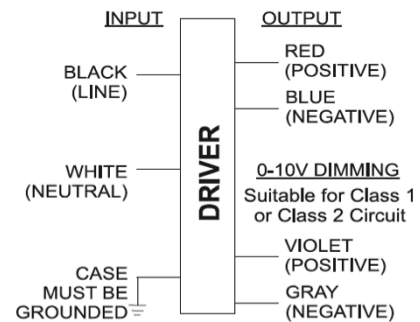 INPUT
BLACK
(LINE)
WHITE
(NEUTRAL)
CASE
MUST BE
GROUNDED
DRIVER
OUTPUT
RED
(POSITIVE)
BLUE
(NEGATIVE)
0-10V DIMMING
Suitable for Class 1
or Class 2 Circuit
VIOLET
(POSITIVE)
GRAY
(NEGATIVE)